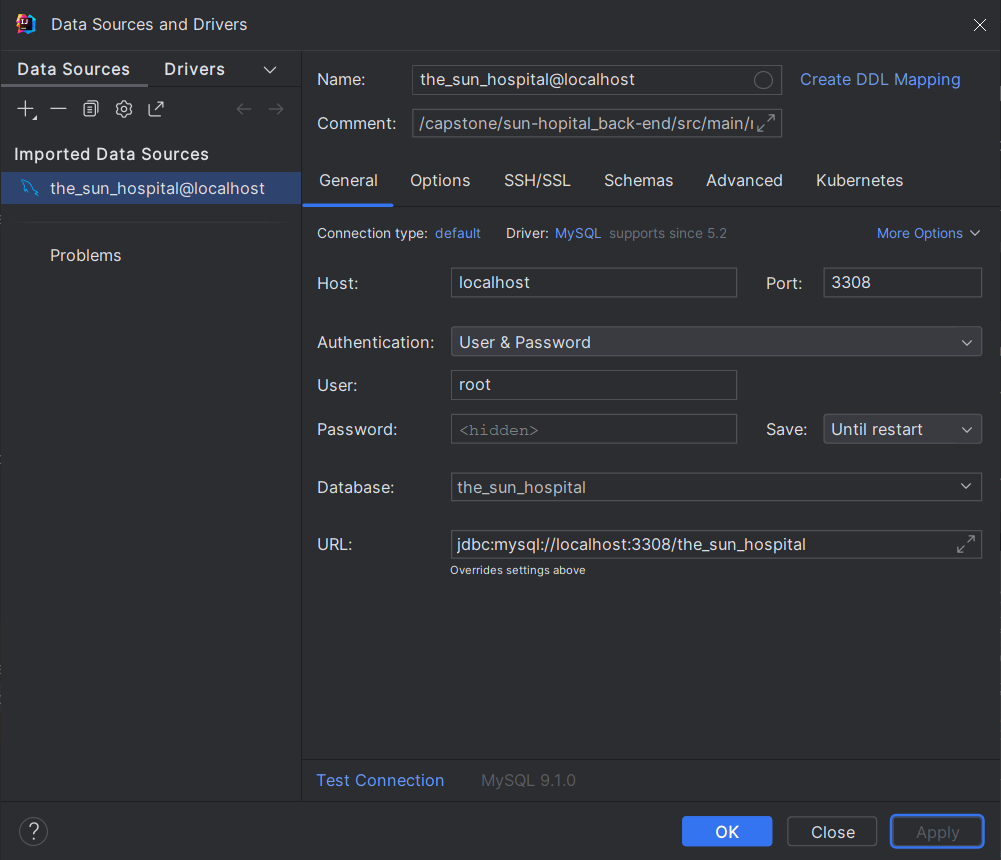 Data Sources and Drivers
Data Sources Drivers
Imported Data Sources
the_sun_hospital@localhost
Problems
Name: the_sun_hospital@localhost Create DDL Mapping
Comment: /capstone/sun-hopital_back-end/src/main/r
General Options SSH/SSL Schemas Advanced Kubernetes
Connection type: default Driver: MySQL supports since 5.2 More Options
Host: localhost Port: 3308
Authentication: User & Password
User: root
Password: <hidden> Save: Until restart
Database: the_sun_hospital
URL: jdbc:mysql://localhost:3308/the_sun_hospital
Overrides settings above
Test Connection MySQL 9.1.0
? OK Close Apply